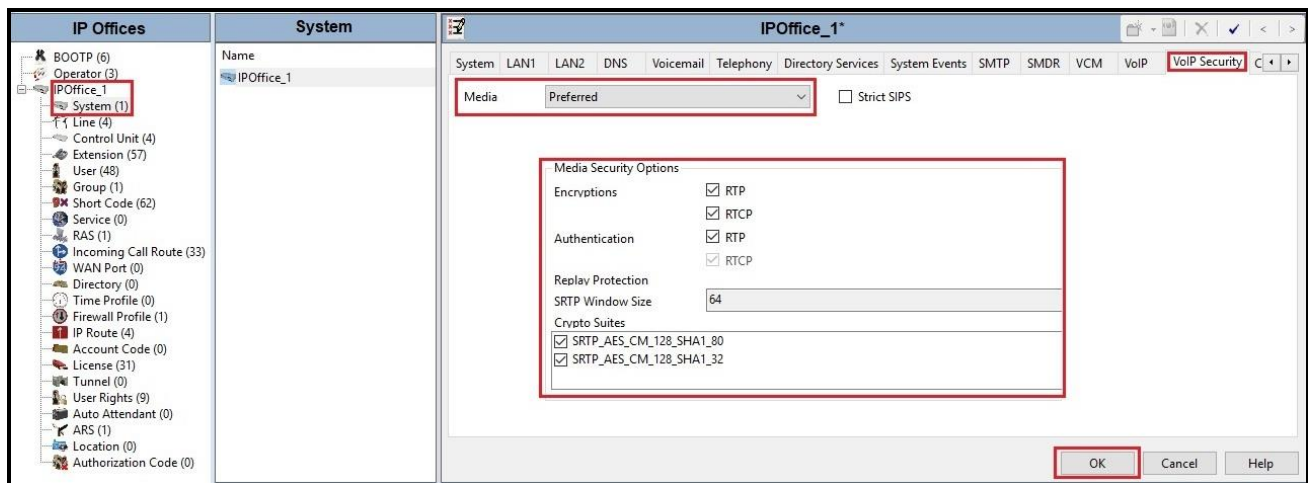 IP Offices
BOOTP (6)
Operator (3)
IPOffice_1
System (1)
Line (4)
Control Unit (4)
Extension (57)
User (48)
Group (1)
Short Code (62)
Service (0)
RAS (1)
Incoming Call Route (33)
WAN Port (0)
Directory (0)
Time Profile (0)
Firewall Profile (1)
IP Route (4)
Account Code (0)
License (31)
Tunnel (0)
User Rights (9)
Auto Attendant (0)
ARS (1)
Location (0)
Authorization Code (0)
System
Name
IPOffice_1
IPOffice_1*
System LAN1 LAN2 DNS Voicemail Telephony Directory Services System Events SMTP SMDR VCM VoIP VoIP Security C
Media Preferred Strict SIPS
Media Security Options
Encryptions RTP
RTCP
Authentication RTP
RTCP
Replay Protection
SRTP Window Size 64
Crypto Suites
SRTP_AES_CM_128_SHA1_80
SRTP_AES_CM_128_SHA1_32
OK Cancel Help